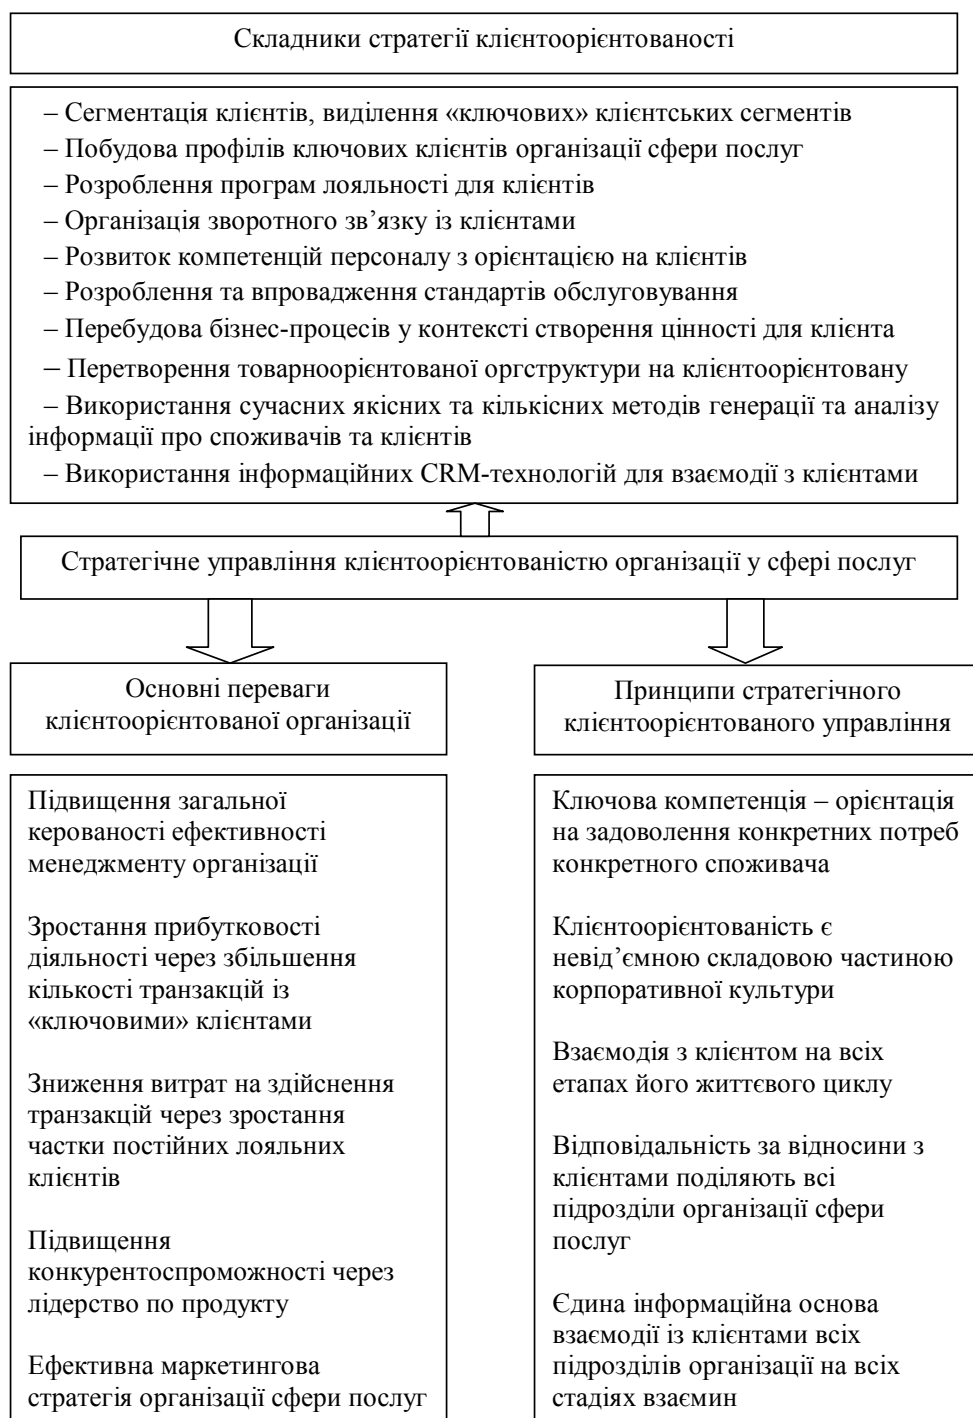 Складники стратегії клієнтоорієнтованості
– Сегментація клієнтів, виділення «ключових» клієнтських сегментів
– Побудова профілів ключових клієнтів організації сфери послуг
– Розроблення програм лояльності для клієнтів
– Організація зворотного зв’язку із клієнтами
– Розвиток компетенцій персоналу з орієнтацією на клієнтів
– Розроблення та впровадження стандартів обслуговування
– Перебудова бізнес-процесів у контексті створення цінності для клієнта
– Перетворення товарноорієнтованої оргструктури на клієнтоорієнтовану
– Використання сучасних якісних та кількісних методів генерації та аналізу
інформації про споживачів та клієнтів
– Використання інформаційних CRM-технологій для взаємодії з клієнтами
Стратегічне управління клієнтоорієнтованістю організації у сфері послуг
Основні переваги
клієнтоорієнтованої організації
Підвищення загальної
керованості ефективності
менеджменту організації
Зростання прибутковості
діяльності через збільшення
кількості транзакцій із
«ключовими» клієнтами
Зниження витрат на здійснення
транзакцій через зростання
частки постійних лояльних
клієнтів
Підвищення
конкурентоспроможності через
лідерство по продукту
Ефективна маркетингова
стратегія організації сфери послуг
Принципи стратегічного
клієнтоорієнтованого управління
Ключова компетенція – орієнтація
на задоволення конкретних потреб
конкретного споживача
Клієнтоорієнтованість є
невід’ємною складовою частиною
корпоративної культури
Взаємодія з клієнтом на всіх
етапах його життєвого циклу
Відповідальність за відносини з
клієнтами поділяють всі
підрозділи організації сфери
послуг
Єдина інформаційна основа
взаємодії із клієнтами всіх
підрозділів організації на всіх
стадіях взаємин